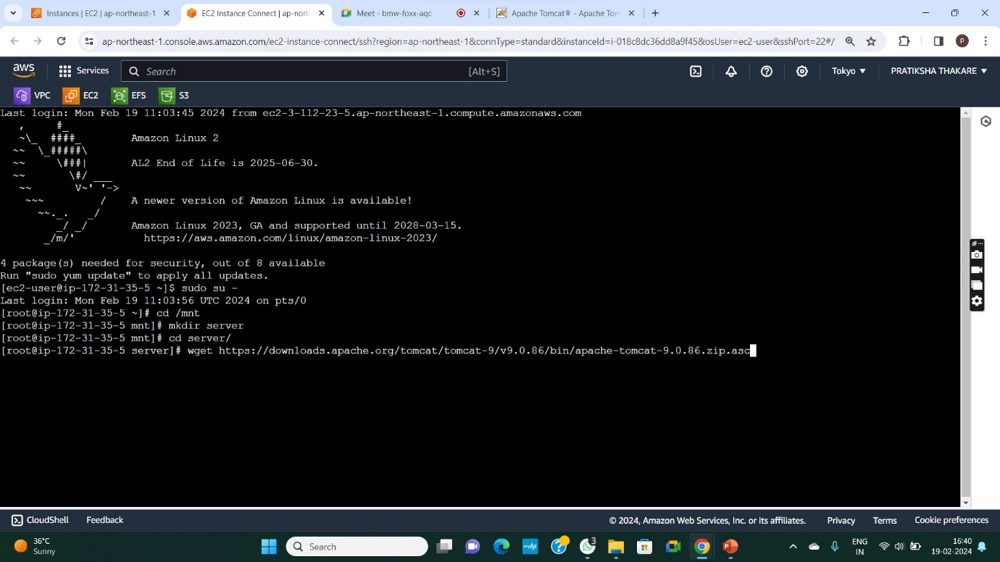 Instances | EC2 | ap-northeast-1
EC2 Instance Connect | ap-nort
Meet - bmw-foxx-aqc
Apache Tomcat® - Apache Tom
ap-northeast-1.console.aws.amazon.com/ec2-instance-connect/ssh?region=ap-northeast-1&connType=standard&instanceId=i-018c8dc36dd8a9f45&osUser=ec2-user&sshPort=22#/
P
aws
Services
Search
[Alt+S]
Tokyo ▼
PRATIKSHA THAKARE ▼
VPC
EC2
EFS
S3
Last login: Mon Feb 19 11:03:45 2024 from ec2-3-112-23-5.ap-northeast-1.compute.amazonaws.com
   ,     #_
   ~\_  ####_        Amazon Linux 2
  ~~  \_#####\
  ~~     \###|       AL2 End of Life is 2025-06-30.
  ~~       \#/ ___
   ~~       V~' '->
    ~~~         /    A newer version of Amazon Linux is available!
      ~~._.   _/
         _/ _/       Amazon Linux 2023, GA and supported until 2028-03-15.
       _/m/'           https://aws.amazon.com/linux/amazon-linux-2023/
4 package(s) needed for security, out of 8 available
Run "sudo yum update" to apply all updates.
[ec2-user@ip-172-31-35-5 ~]$ sudo su -
Last login: Mon Feb 19 11:03:56 UTC 2024 on pts/0
[root@ip-172-31-35-5 ~]# cd /mnt
[root@ip-172-31-35-5 mnt]# mkdir server
[root@ip-172-31-35-5 mnt]# cd server/
[root@ip-172-31-35-5 server]# wget https://downloads.apache.org/tomcat/tomcat-9/v9.0.86/bin/apache-tomcat-9.0.86.zip.asc
CloudShell
Feedback
© 2024, Amazon Web Services, Inc. or its affiliates.
Privacy
Terms
Cookie preferences
36°C
Sunny
Search
myhp
3
ENG
IN
16:40
19-02-2024